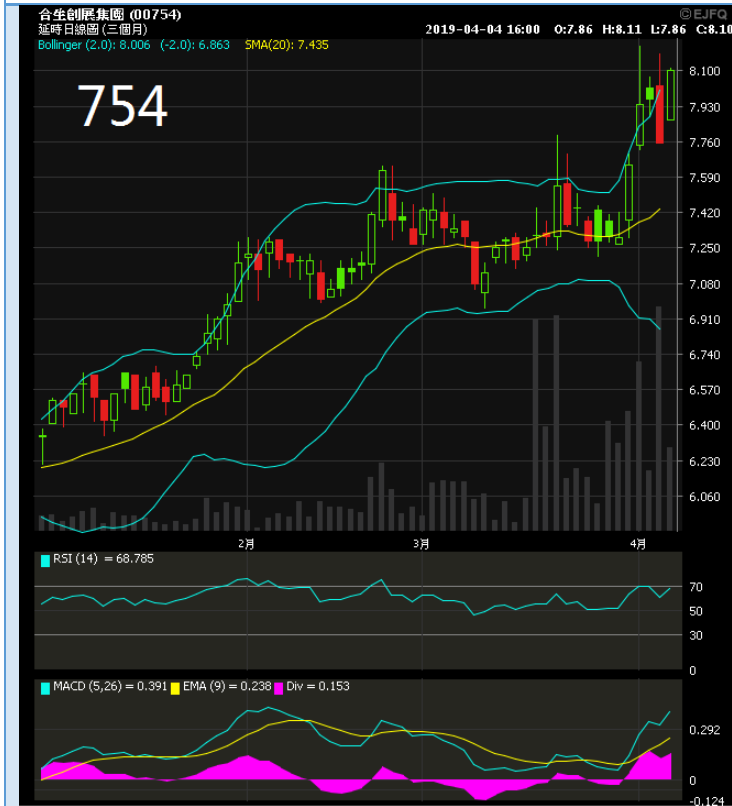 合生創展集團 (00754)
©EJFQ
延時日線圖 (三個月)
2019-04-04 16:00 O:7.86 H:8.11 L:7.86 C:8.10
Bollinger (2.0): 8.006 (-2.0): 6.863 SMA(20): 7.435
754
8.100
7.930
7.760
7.590
7.420
7.250
7.080
6.910
6.740
6.570
6.400
6.230
6.060
2月 3月 4月
RSI (14) = 68.785
70
50
30
0
MACD (5,26) = 0.391 EMA (9) = 0.238 Div = 0.153
0.292
0
-0.124